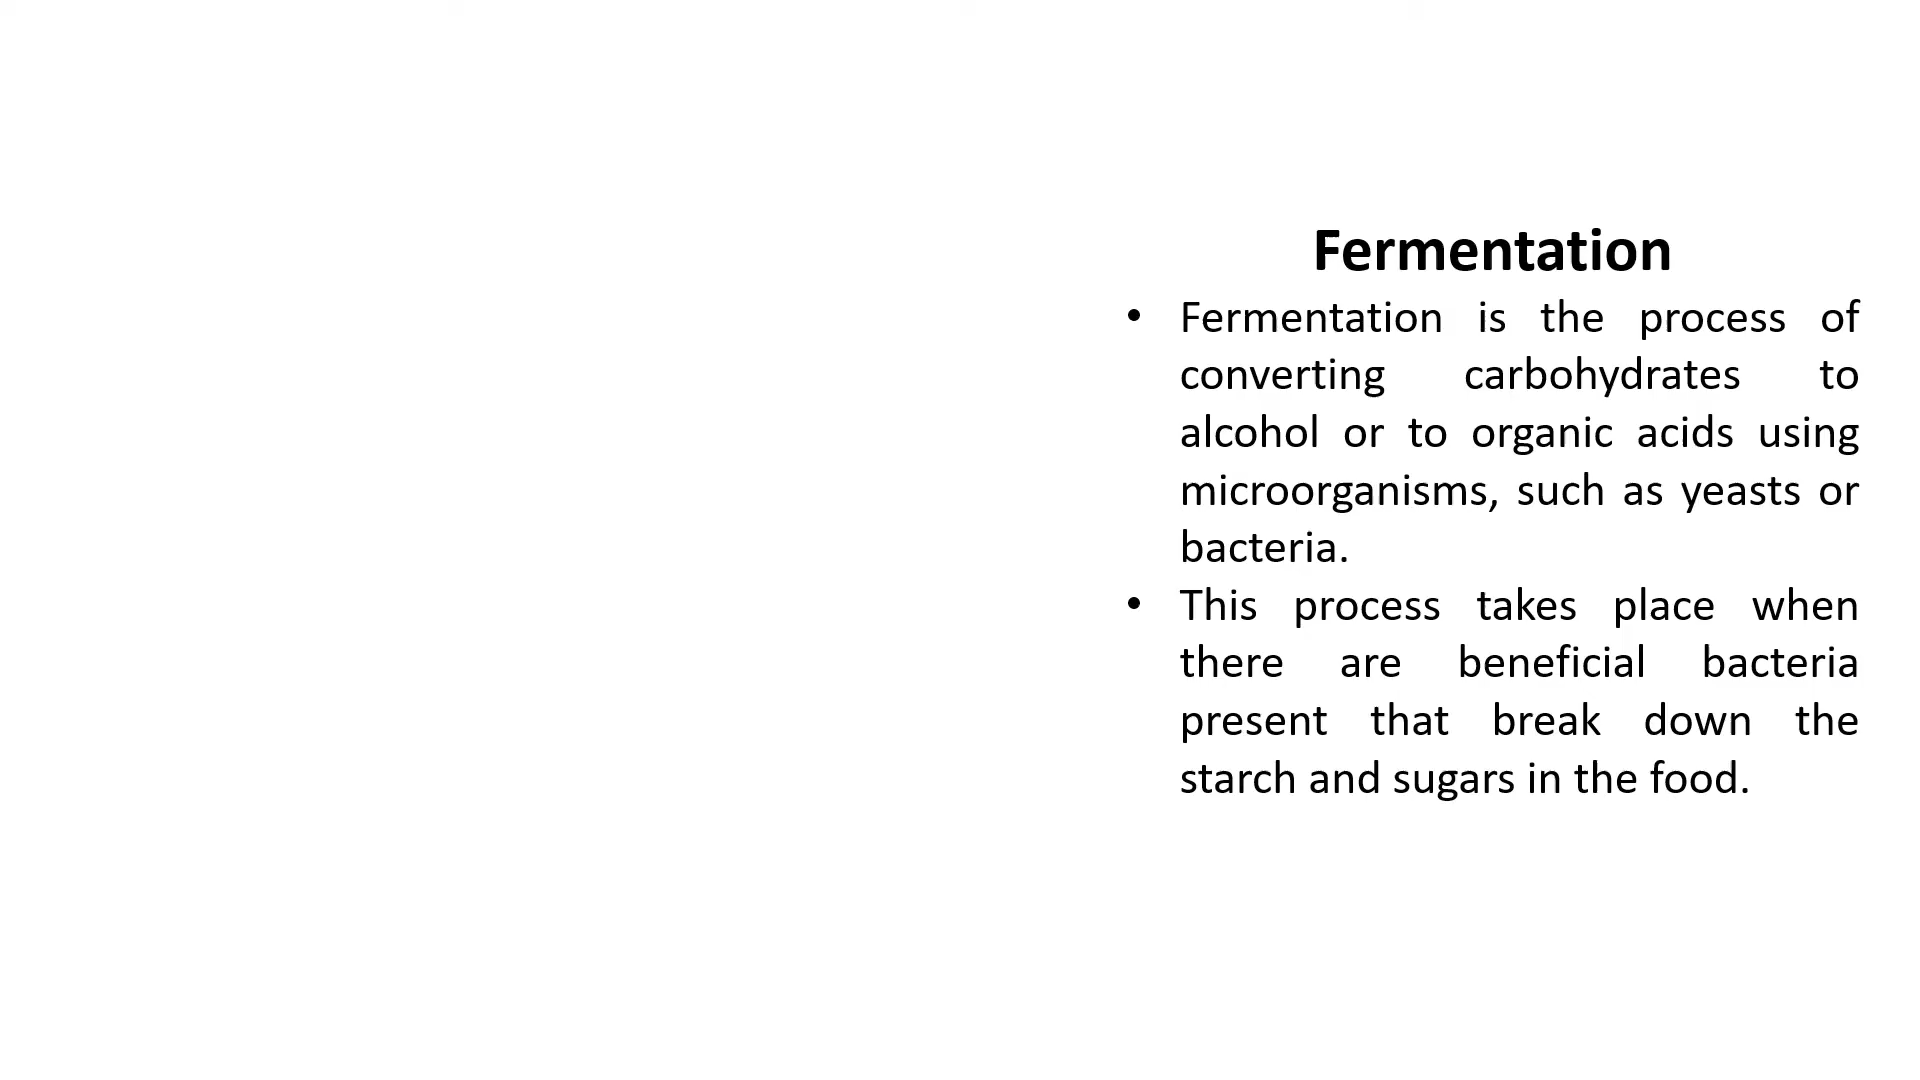 Fermentation
• Fermentation is the process of
converting carbohydrates to
alcohol or to organic acids using
microorganisms, such as yeasts or
bacteria.
• This process takes place when
there are beneficial bacteria
present that break down the
starch and sugars in the food.